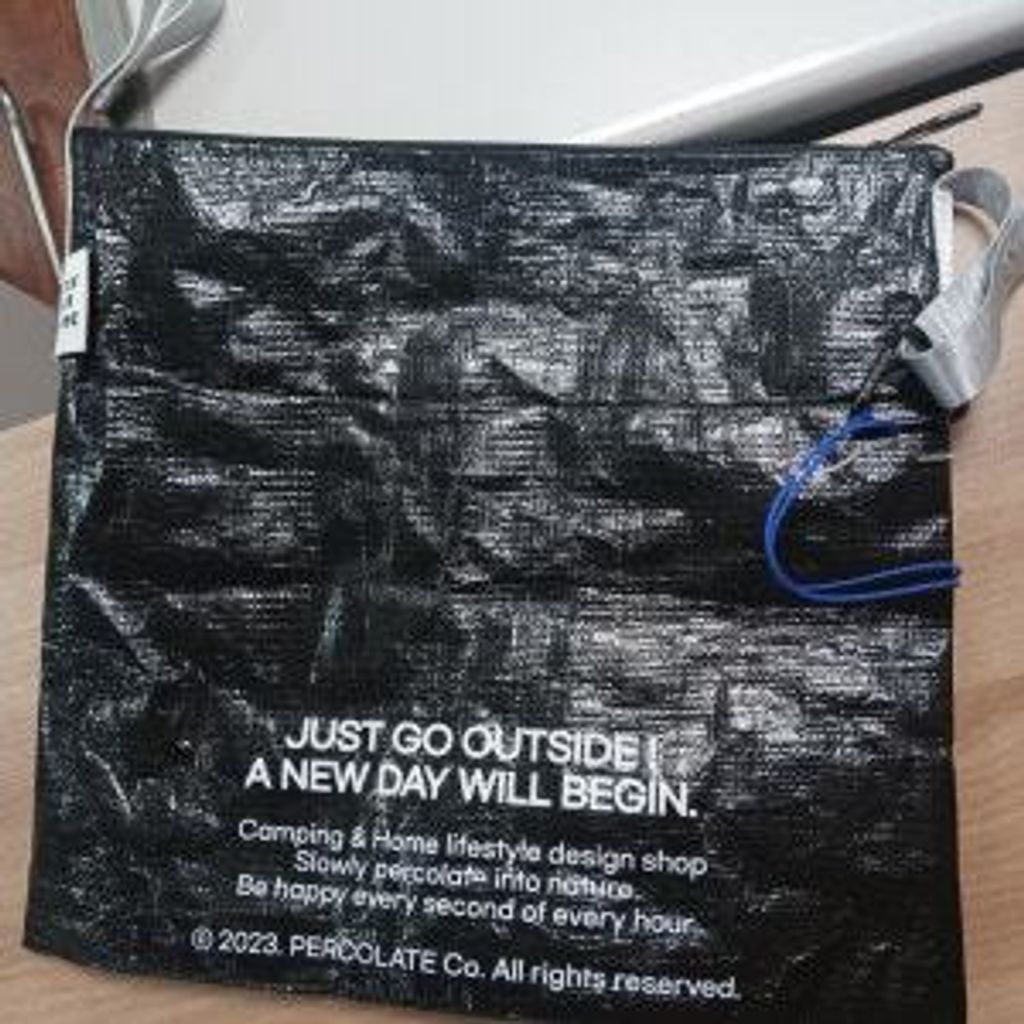 JUST GO OUTSIDE !
A NEW DAY WILL BEGIN.
Camping & Home lifestyle design shop
Slowly percolate into nature.
Be happy every second of every hour.
© 2023. PERCOLATE Co. All rights reserved.